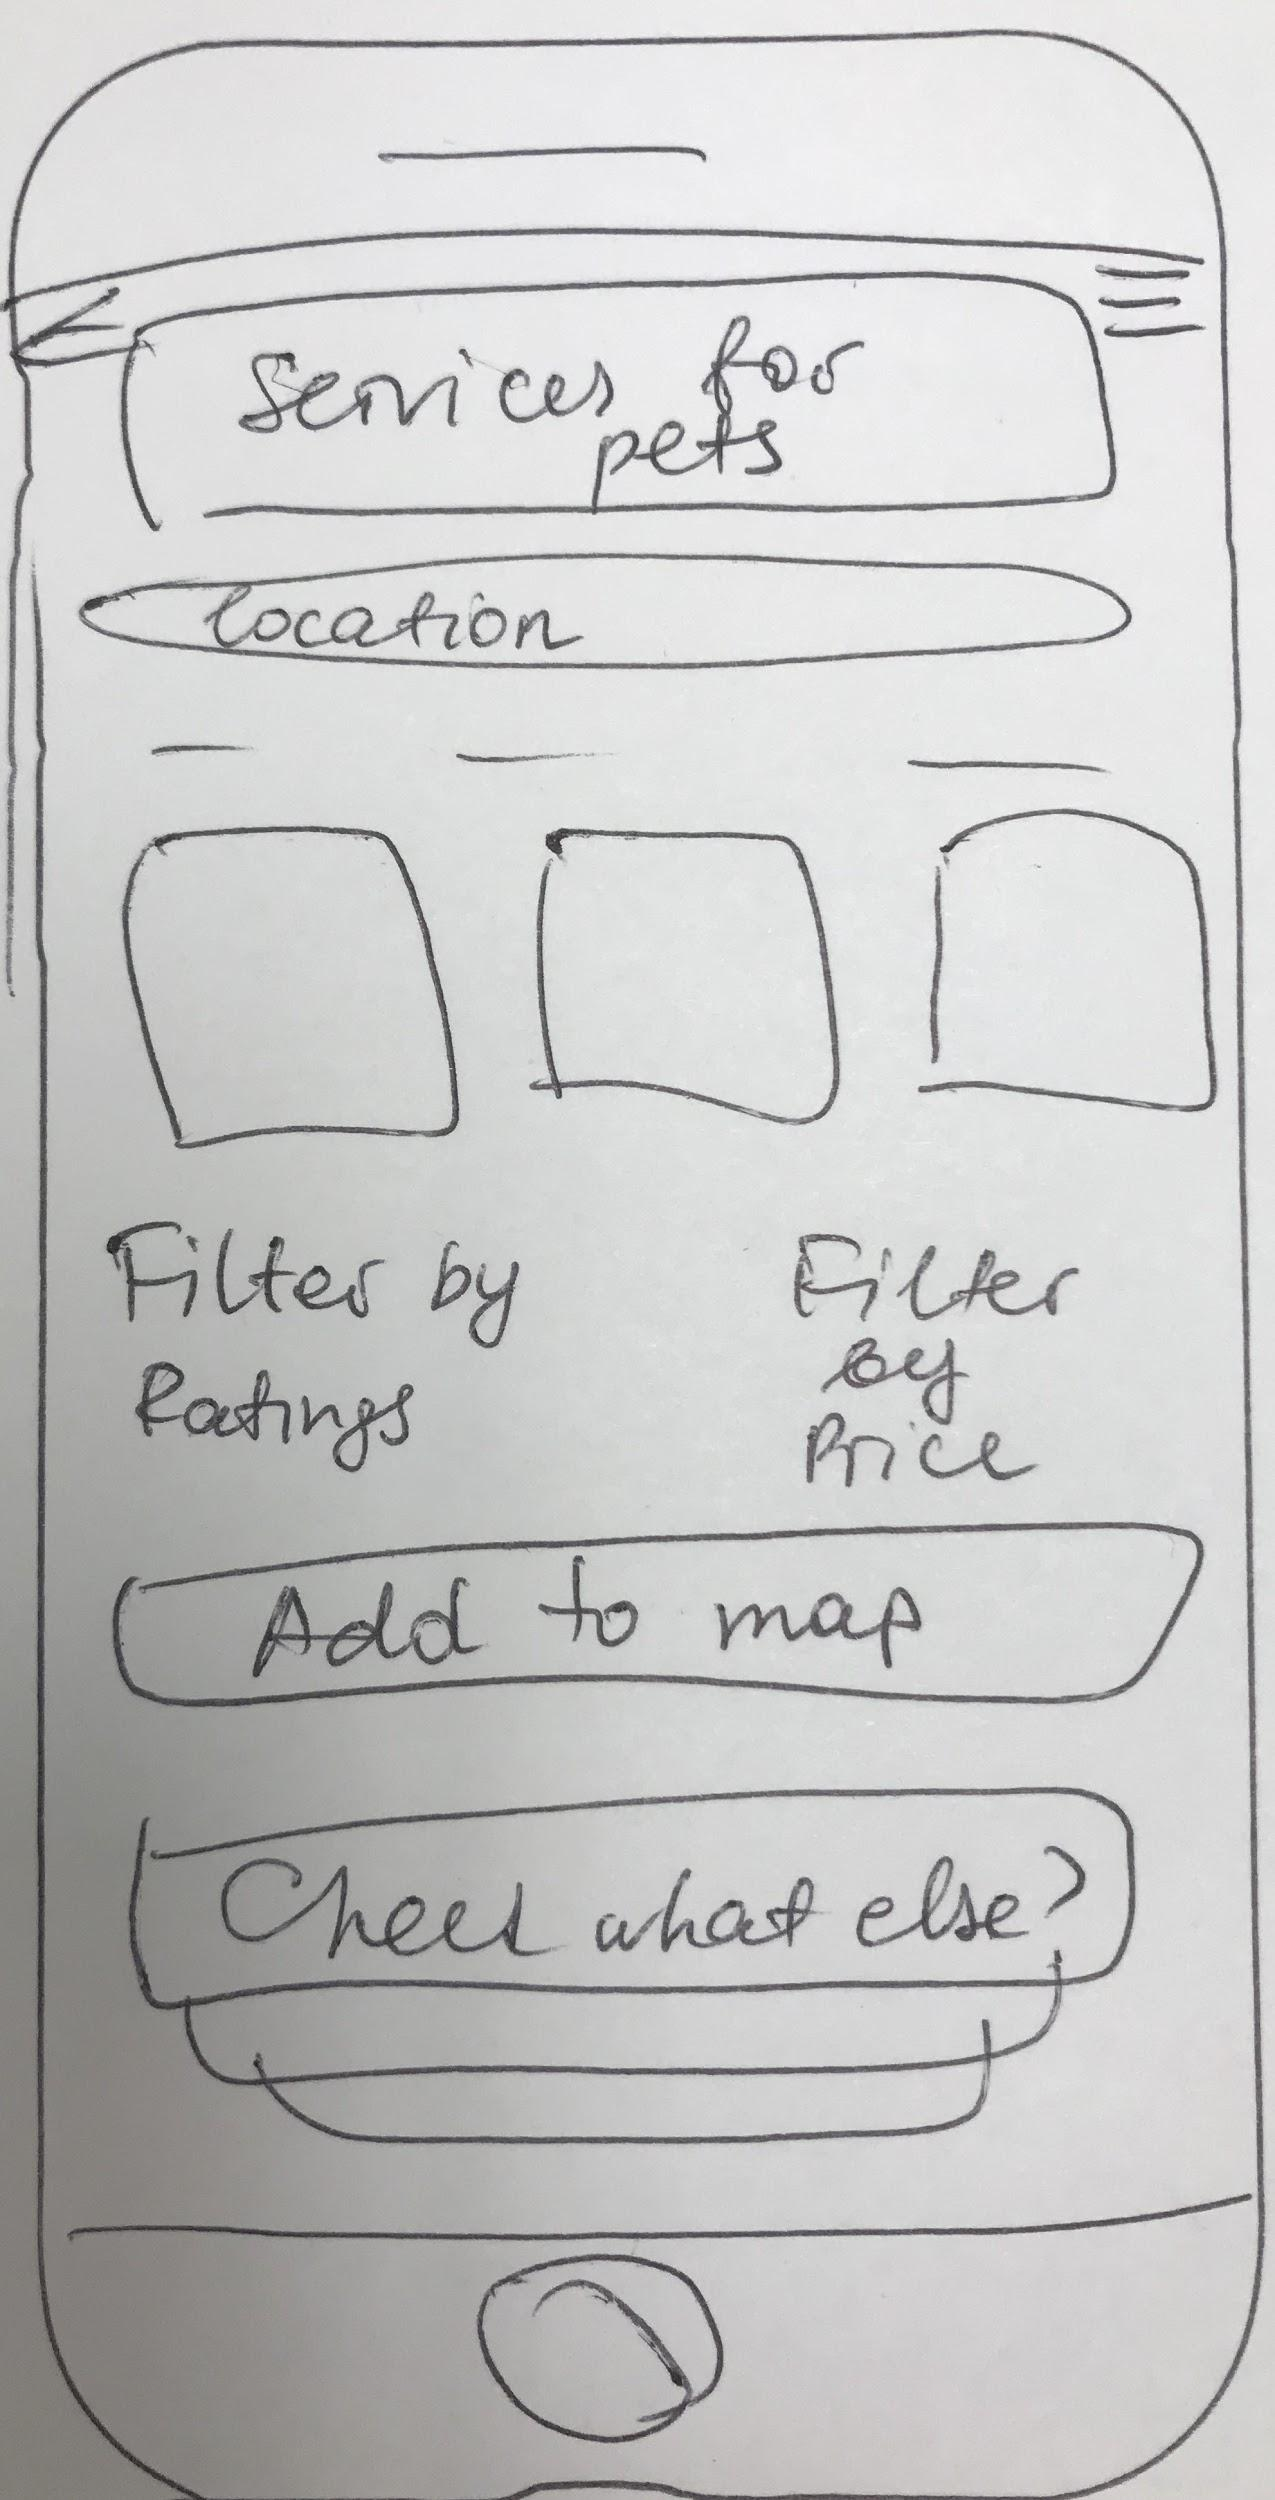 Services for
pets
location
Filter by
Ratings
Filter
by
Price
Add to map
Check what else?